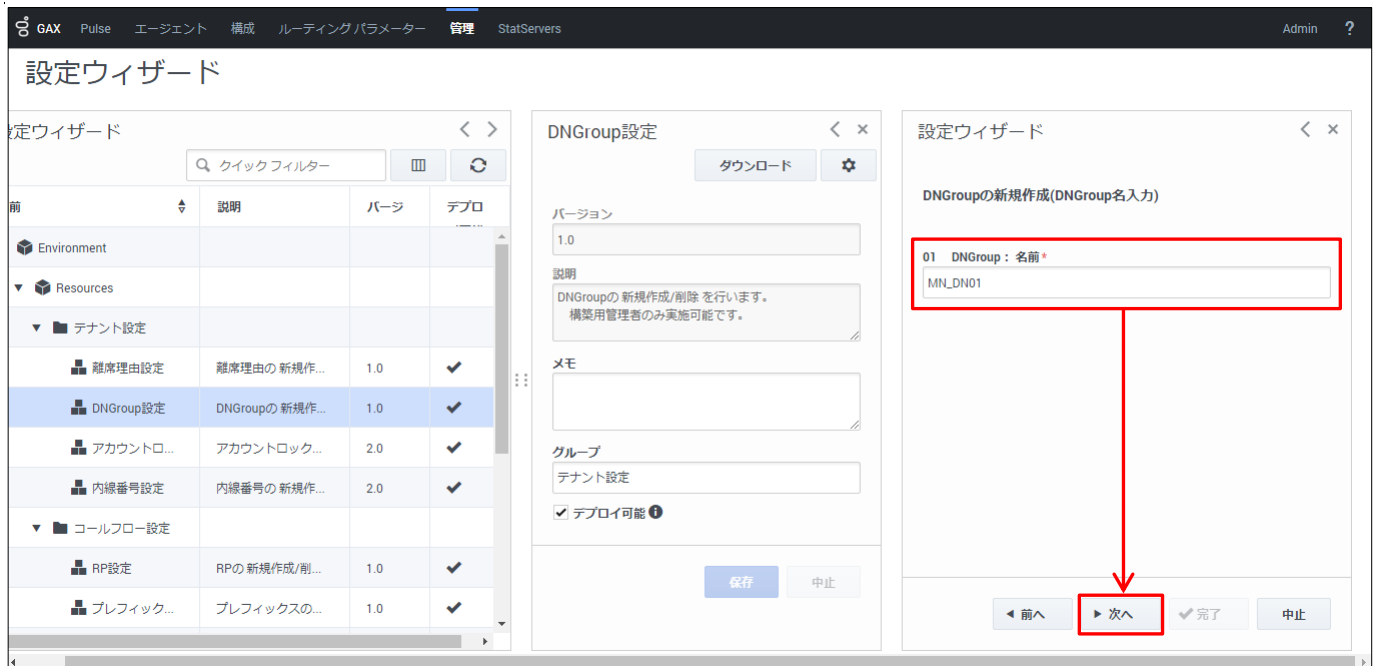 GAX Pulse エージェント 構成 ルーティング パラメーター 管理 StatServers Admin ?
設定ウィザード
定ウィザード
クイック フィルター
前 説明 バージ デプロ
Environment
Resources
テナント設定
離席理由設定 離席理由の 新規作... 1.0
DNGroup設定 DNGroupの 新規作... 1.0
アカウントロ... アカウントロック... 2.0
内線番号設定 内線番号の 新規作... 2.0
コールフロー設定
RP設定 RPの 新規作成/削... 1.0
プレフィック... プレフィックスの... 1.0
DNGroup設定
ダウンロード
バージョン
1.0
説明
DNGroupの 新規作成/削除 を行います。
構築用管理者のみ実施可能です。
メモ
グループ
テナント設定
デプロイ可能
保存 中止
設定ウィザード
DNGroupの新規作成(DNGroup名入力)
01 DNGroup : 名前*
MN_DN01
前へ 次へ 完了 中止